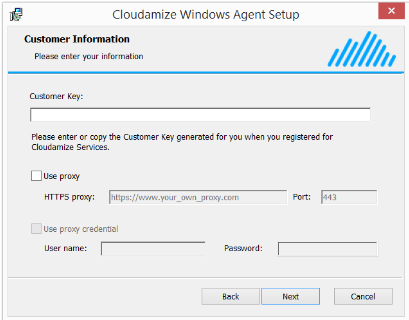 Cloudamize Windows Agent Setup
Customer Information
Please enter your information
Customer Key:
Please enter or copy the Customer Key generated for you when you registered for
Cloudamize Services.
Use proxy
HTTPS proxy: https://www.your_own_proxy.com Port: 443
Use proxy credential
User name: Password:
Back Next Cancel